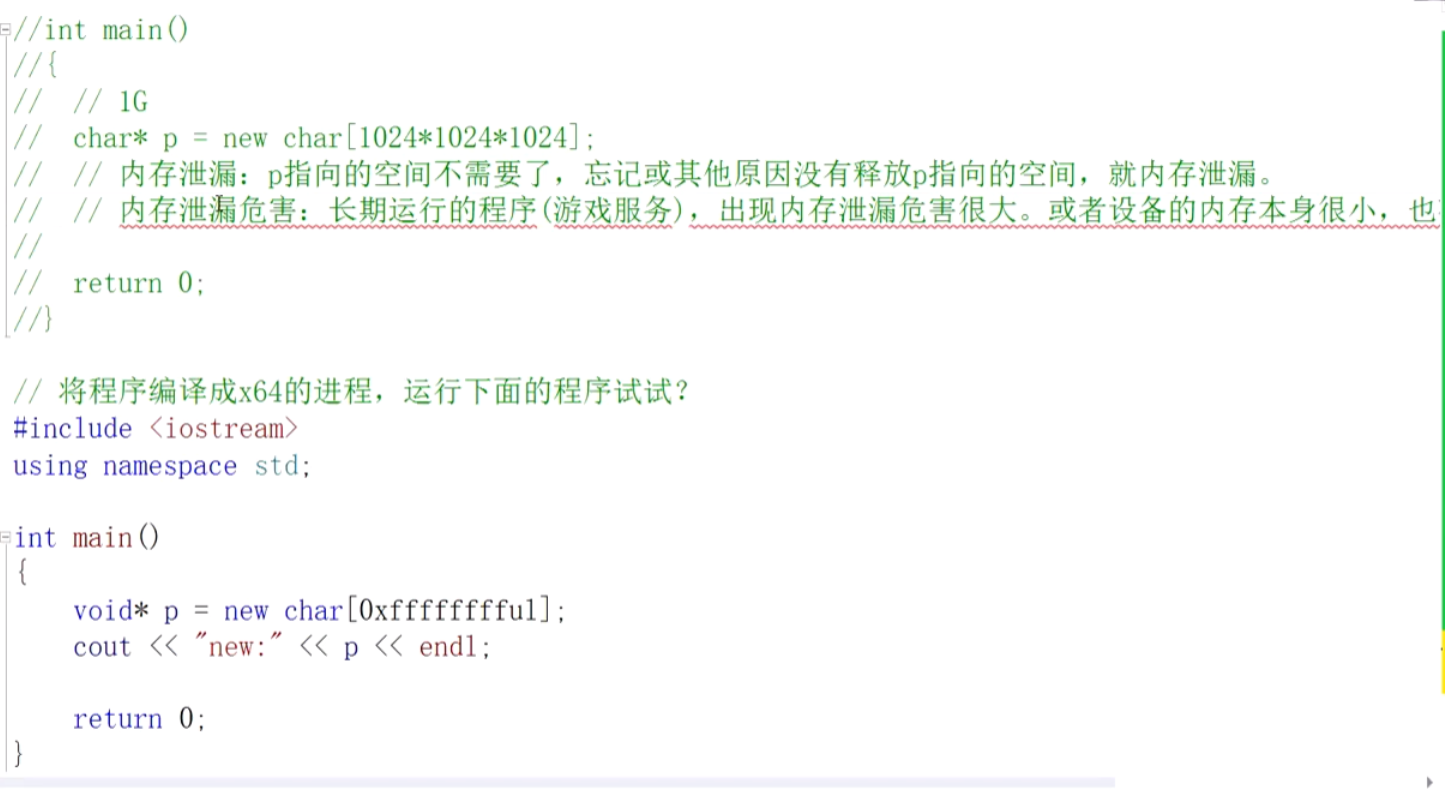 //int main()
//{
//  // 1G
//  char* p = new char[1024*1024*1024];
//  // 内存泄漏：p指向的空间不需要了，忘记或其他原因没有释放p指向的空间，就内存泄漏。
//  // 内存泄漏危害：长期运行的程序(游戏服务)，出现内存泄漏危害很大。或者设备的内存本身很小，也
//
//  return 0;
//}
// 将程序编译成x64的进程，运行下面的程序试试？
#include <iostream>
using namespace std;
int main()
{
    void* p = new char[0xfffffffful];
    cout << "new:" << p << endl;
    return 0;
}